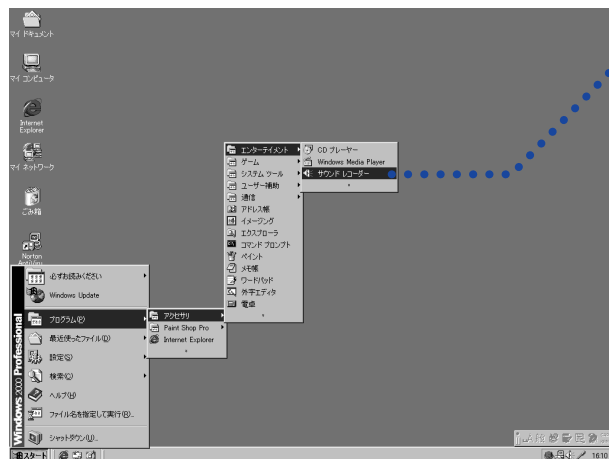 マイ ドキュメント
マイ コンピュータ
Internet
Explorer
マイ ネットワーク
ごみ箱
Norton
AntiViru
必ずお読みください
Windows Update
プログラム(P)
最近使ったファイル(D)
設定(S)
検索(C)
ヘルプ(H)
ファイル名を指定して実行(R)...
シャットダウン(U)...
Windows 2000 Professional
アクセサリ
Paint Shop Pro
Internet Explorer
エンターテイメント
ゲーム
システム ツール
ユーザー補助
通信
アドレス帳
イメージング
エクスプローラ
コマンド プロンプト
ペイント
メモ帳
ワードパッド
外字エディタ
電卓
CD プレーヤー
Windows Media Player
サウンド レコーダー
スタート
16:10